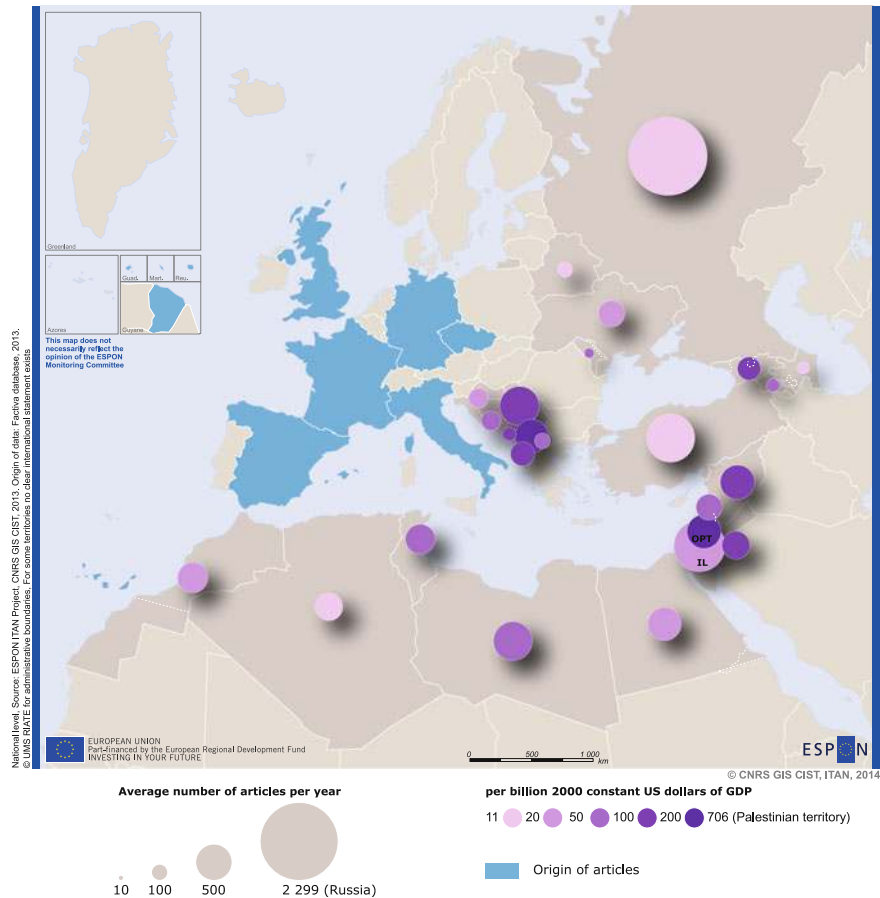 Greenland
Azores
Guad.
Mart.
Reu.
Guyane
This map does not
necessarily reflect the
opinion of the ESPON
Monitoring Committee
National level. Source: ESPON ITAN Project, CNRS GIS CIST, 2013. Origin of data: Factiva database, 2013.
© UMS RIATE for administrative boundaries. For some territories no clear international statement exists
OPT
IL
EUROPEAN UNION
Part-financed by the European Regional Development Fund
INVESTING IN YOUR FUTURE
0 500 1 000
km
ESPON
© CNRS GIS CIST, ITAN, 2014
Average number of articles per year
10 100 500 2 299 (Russia)
per billion 2000 constant US dollars of GDP
11 20 50 100 200 706 (Palestinian territory)
Origin of articles